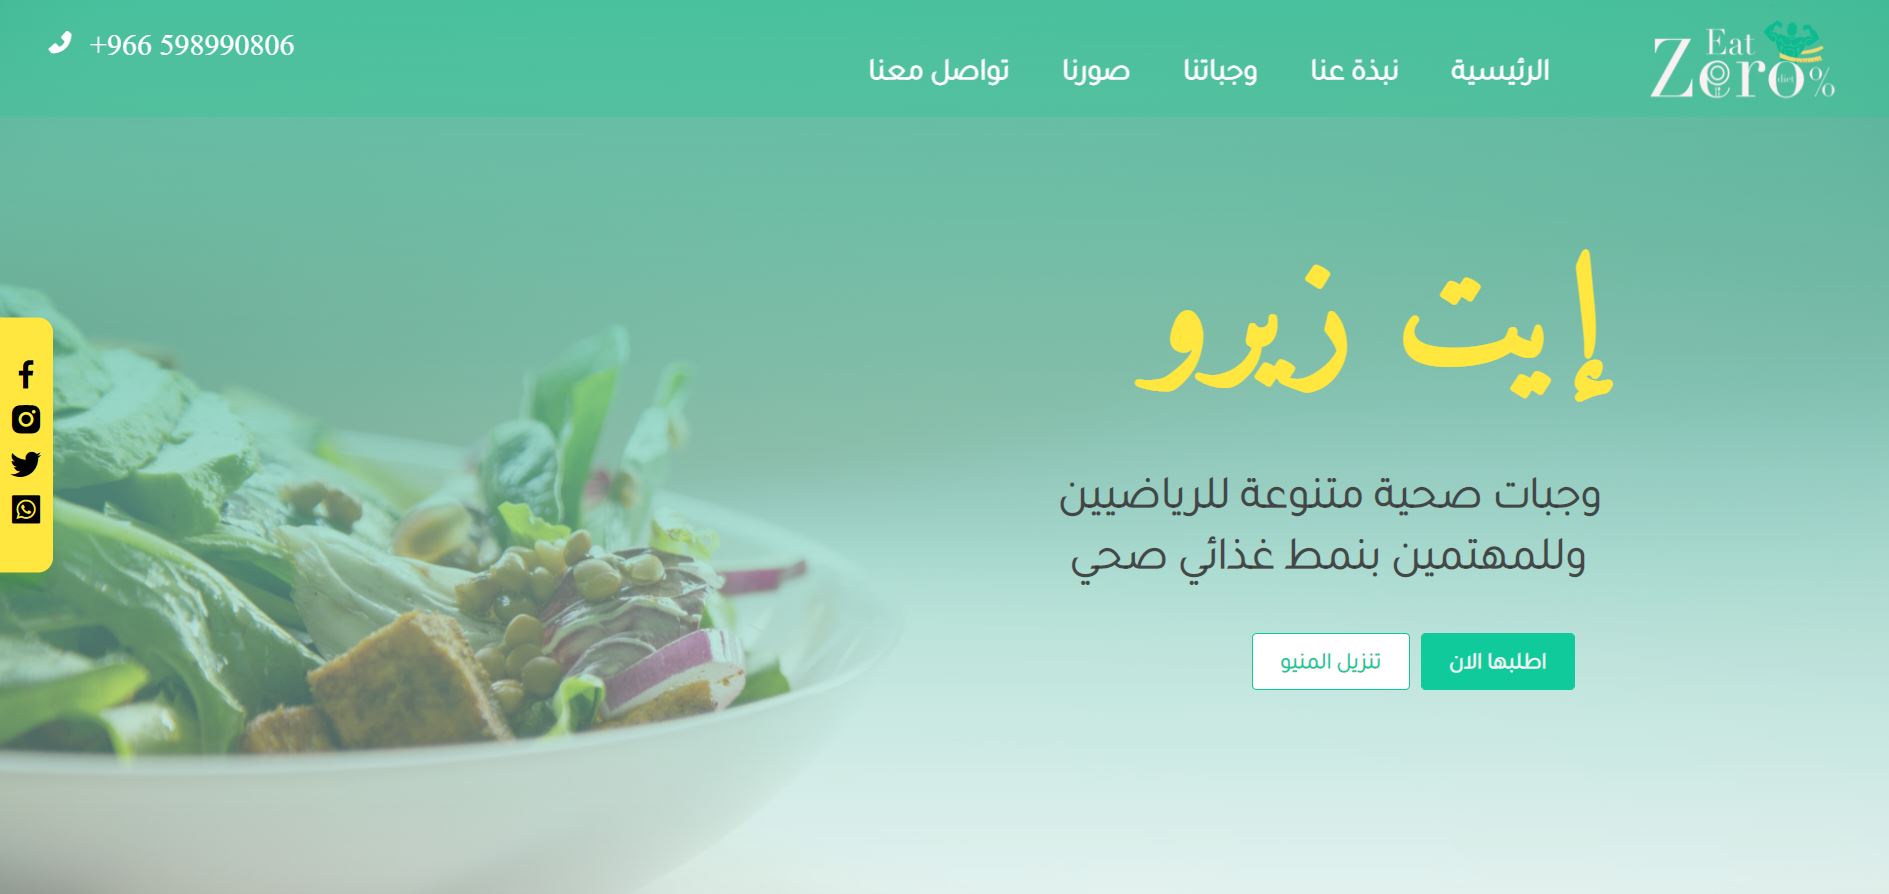 Eat
Zero%
diet
الرئيسية
نبذة عنا
وجباتنا
صورنا
تواصل معنا
+966 598990806
إيت زيرو
وجبات صحية متنوعة للرياضيين
وللمهتمين بنمط غذائي صحي
اطلبها الان
تنزيل المنيو